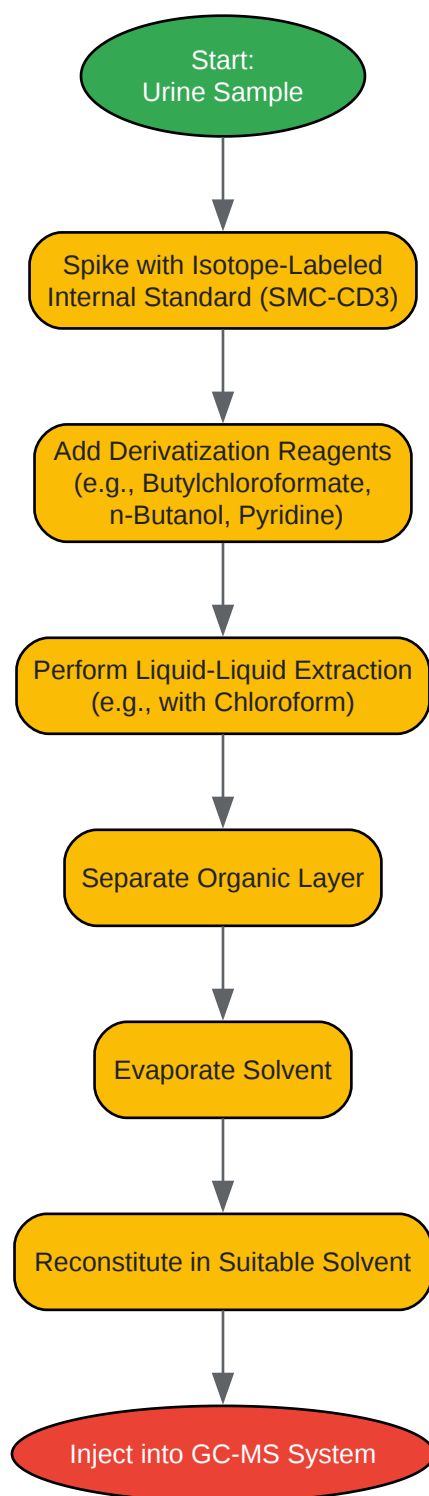 Start:
Urine Sample
Spike with Isotope-Labeled
Internal Standard (SMC-CD3)
Add Derivatization Reagents
(e.g., Butylchloroformate,
n-Butanol, Pyridine)
Perform Liquid-Liquid Extraction
(e.g., with Chloroform)
Separate Organic Layer
Evaporate Solvent
Reconstitute in Suitable Solvent
Inject into GC-MS System